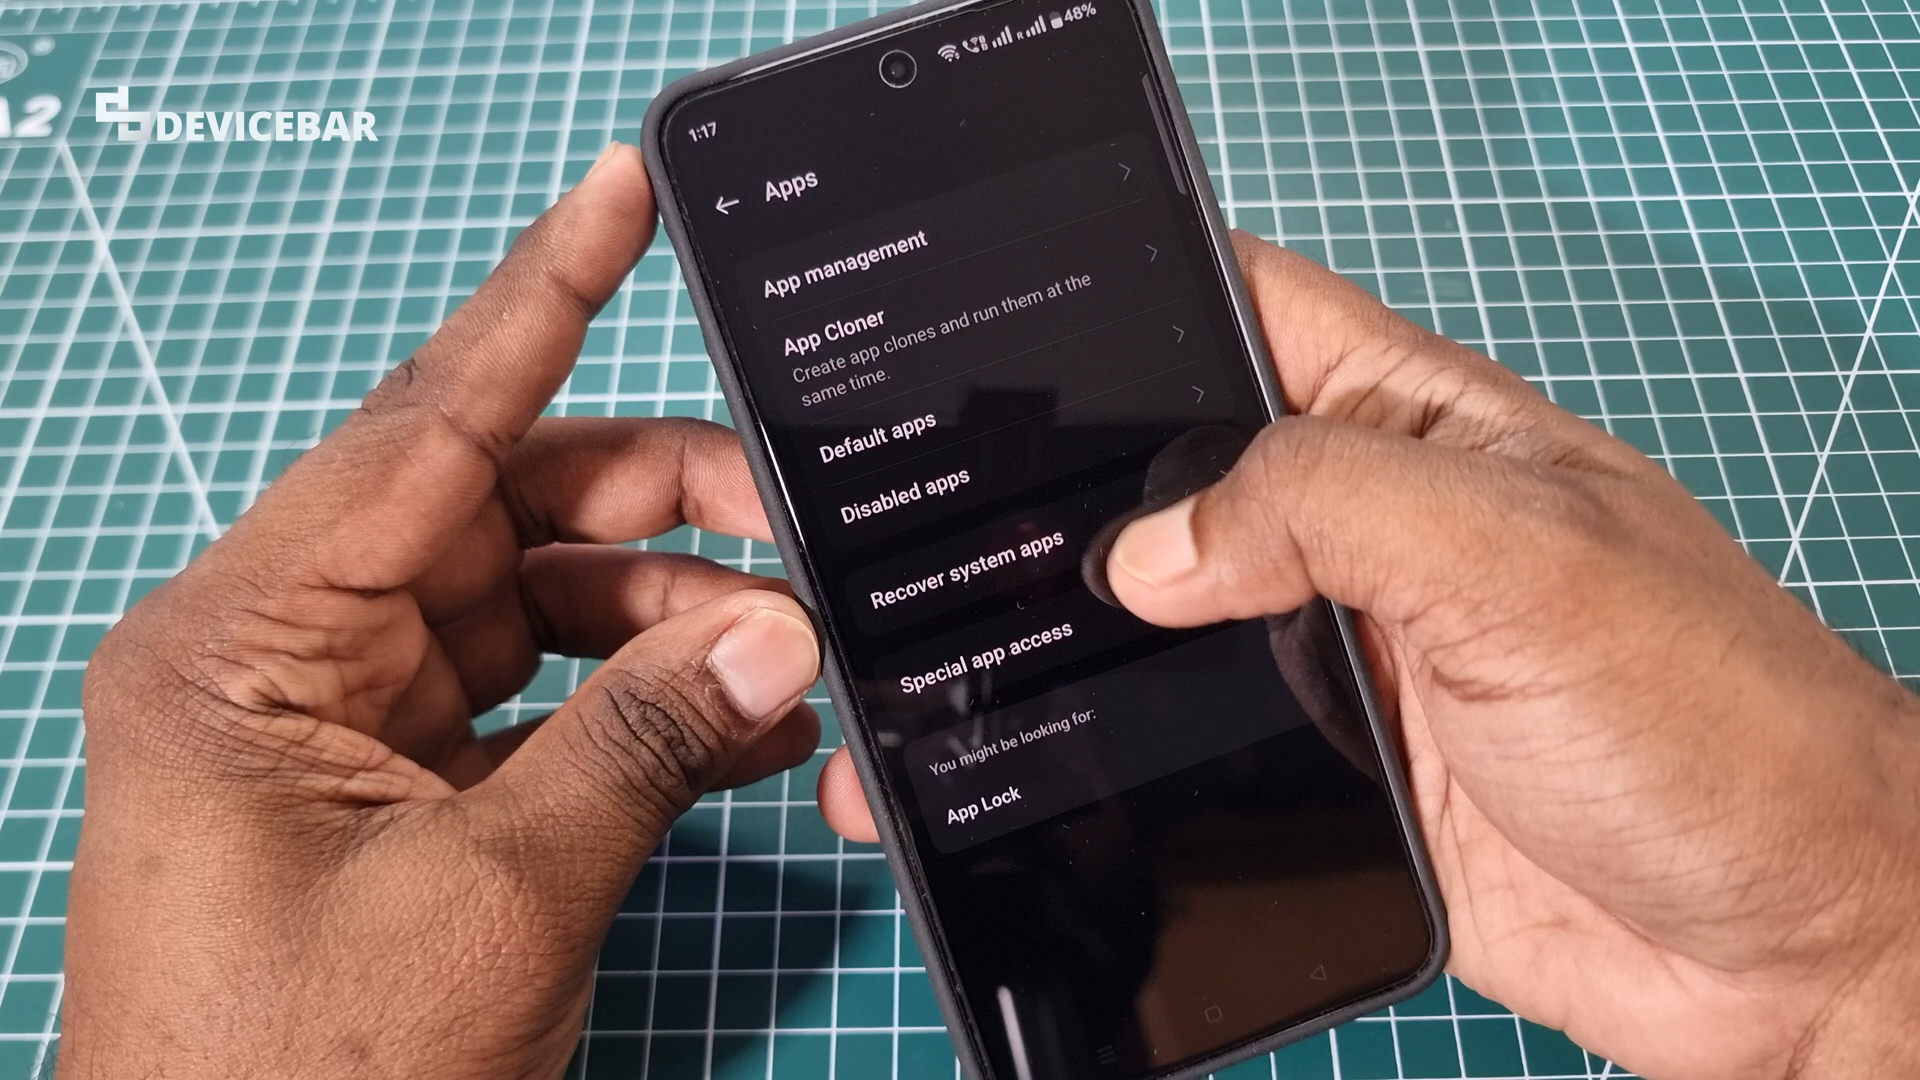 A2
DEVICEBAR
48%
1:17
Apps
App management
App Cloner
Create app clones and run them at the
same time.
Default apps
Disabled apps
Recover system apps
Special app access
You might be looking for:
App Lock